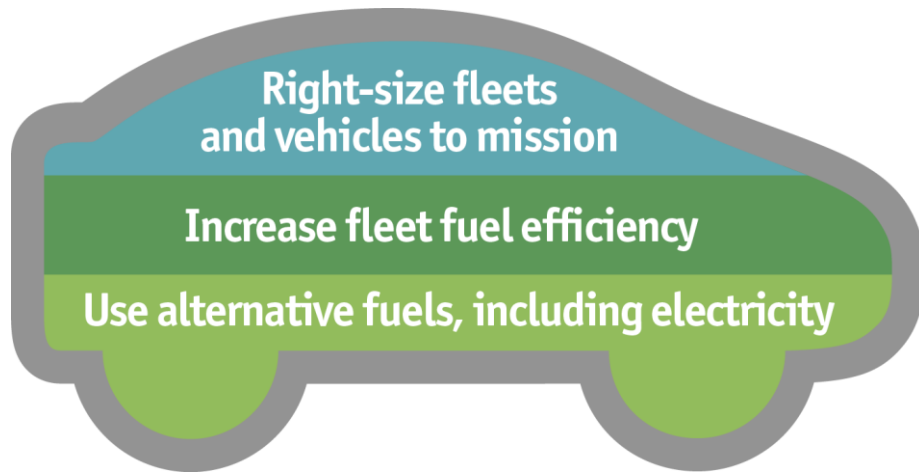 Right-size fleets
and vehicles to mission
Increase fleet fuel efficiency
Use alternative fuels, including electricity